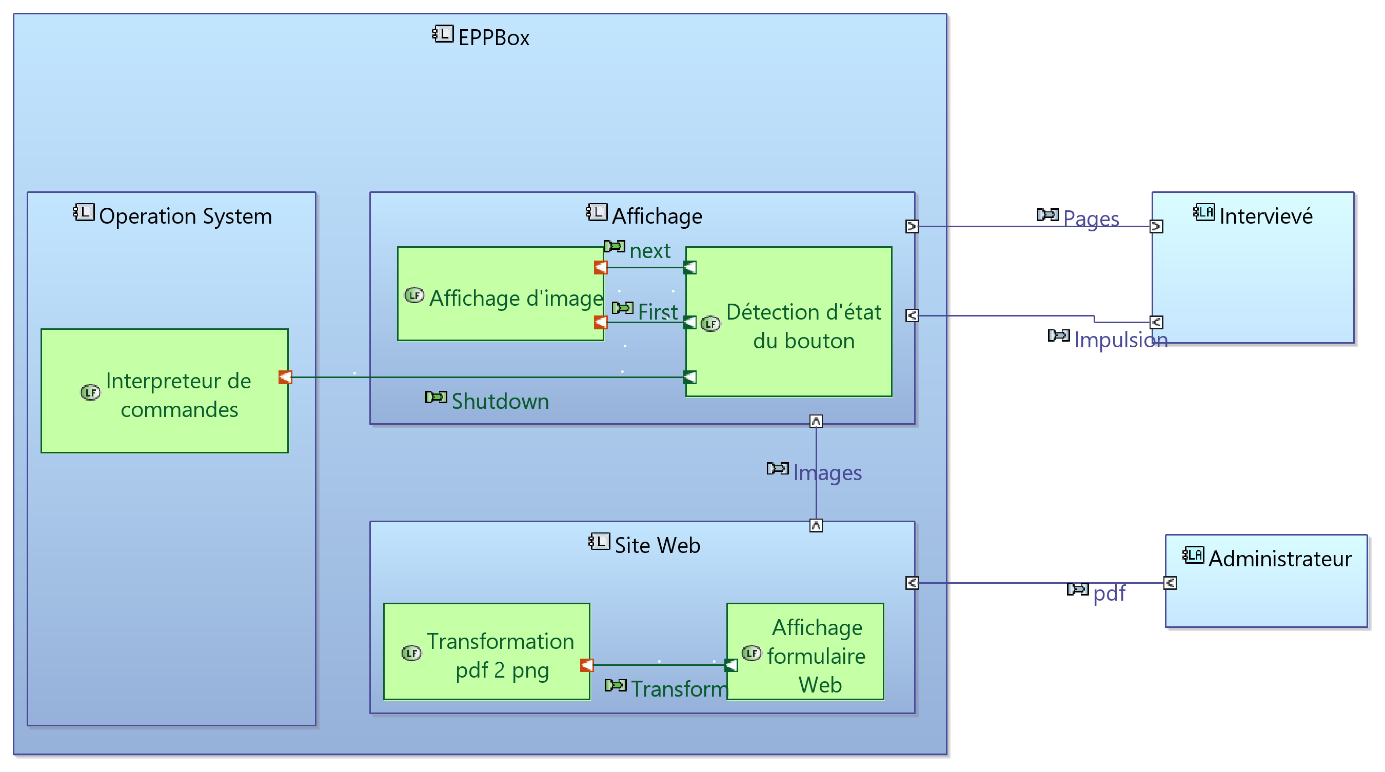 EPPBox
Operation System
Interpreteur de
commandes
Affichage
Affichage d'image
next
First
Détection d'état
du bouton
Shutdown
Images
Site Web
Transformation
pdf 2 png
Transform
Affichage
formulaire
Web
Pages
Impulsion
Intervievé
pdf
Administrateur